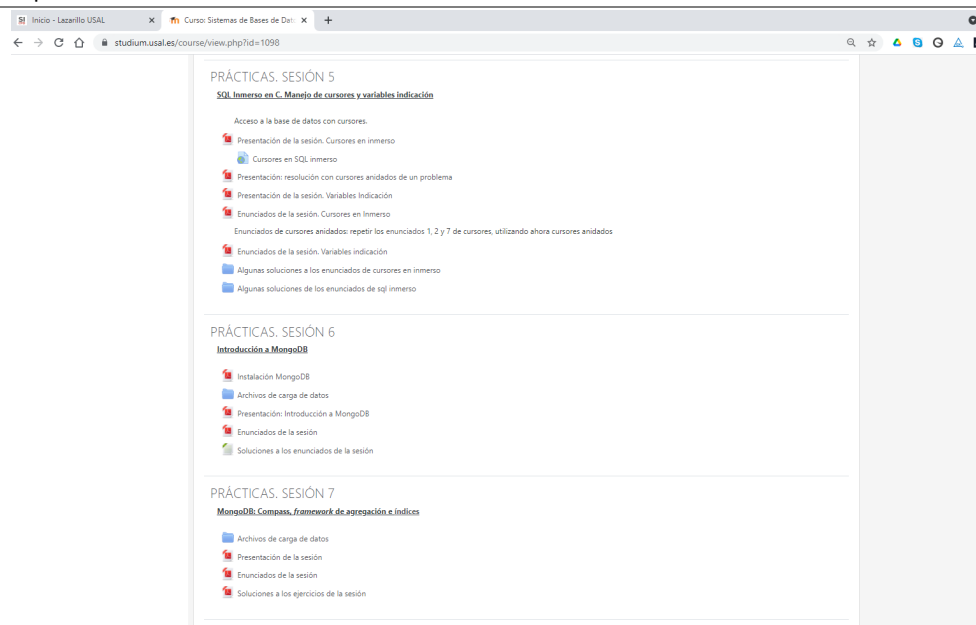 Inicio - Lazarillo USAL
Curso: Sistemas de Bases de Dat
studium.usal.es/course/view.php?id=1098
PRÁCTICAS. SESIÓN 5
SQL Inmerso en C. Manejo de cursores y variables indicación
Acceso a la base de datos con cursores.
Presentación de la sesión. Cursores en inmerso
Cursores en SQL inmerso
Presentación: resolución con cursores anidados de un problema
Presentación de la sesión. Variables Indicación
Enunciados de la sesión. Cursores en Inmerso
Enunciados de cursores anidados: repetir los enunciados 1, 2 y 7 de cursores, utilizando ahora cursores anidados
Enunciados de la sesión. Variables indicación
Algunas soluciones a los enunciados de cursores en inmerso
Algunas soluciones de los enunciados de sql inmerso
PRÁCTICAS. SESIÓN 6
Introducción a MongoDB
Instalación MongoDB
Archivos de carga de datos
Presentación: Introducción a MongoDB
Enunciados de la sesión
Soluciones a los enunciados de la sesión
PRÁCTICAS. SESIÓN 7
MongoDB: Compass, framework de agregación e índices
Archivos de carga de datos
Presentación de la sesión
Enunciados de la sesión
Soluciones a los ejercicios de la sesión